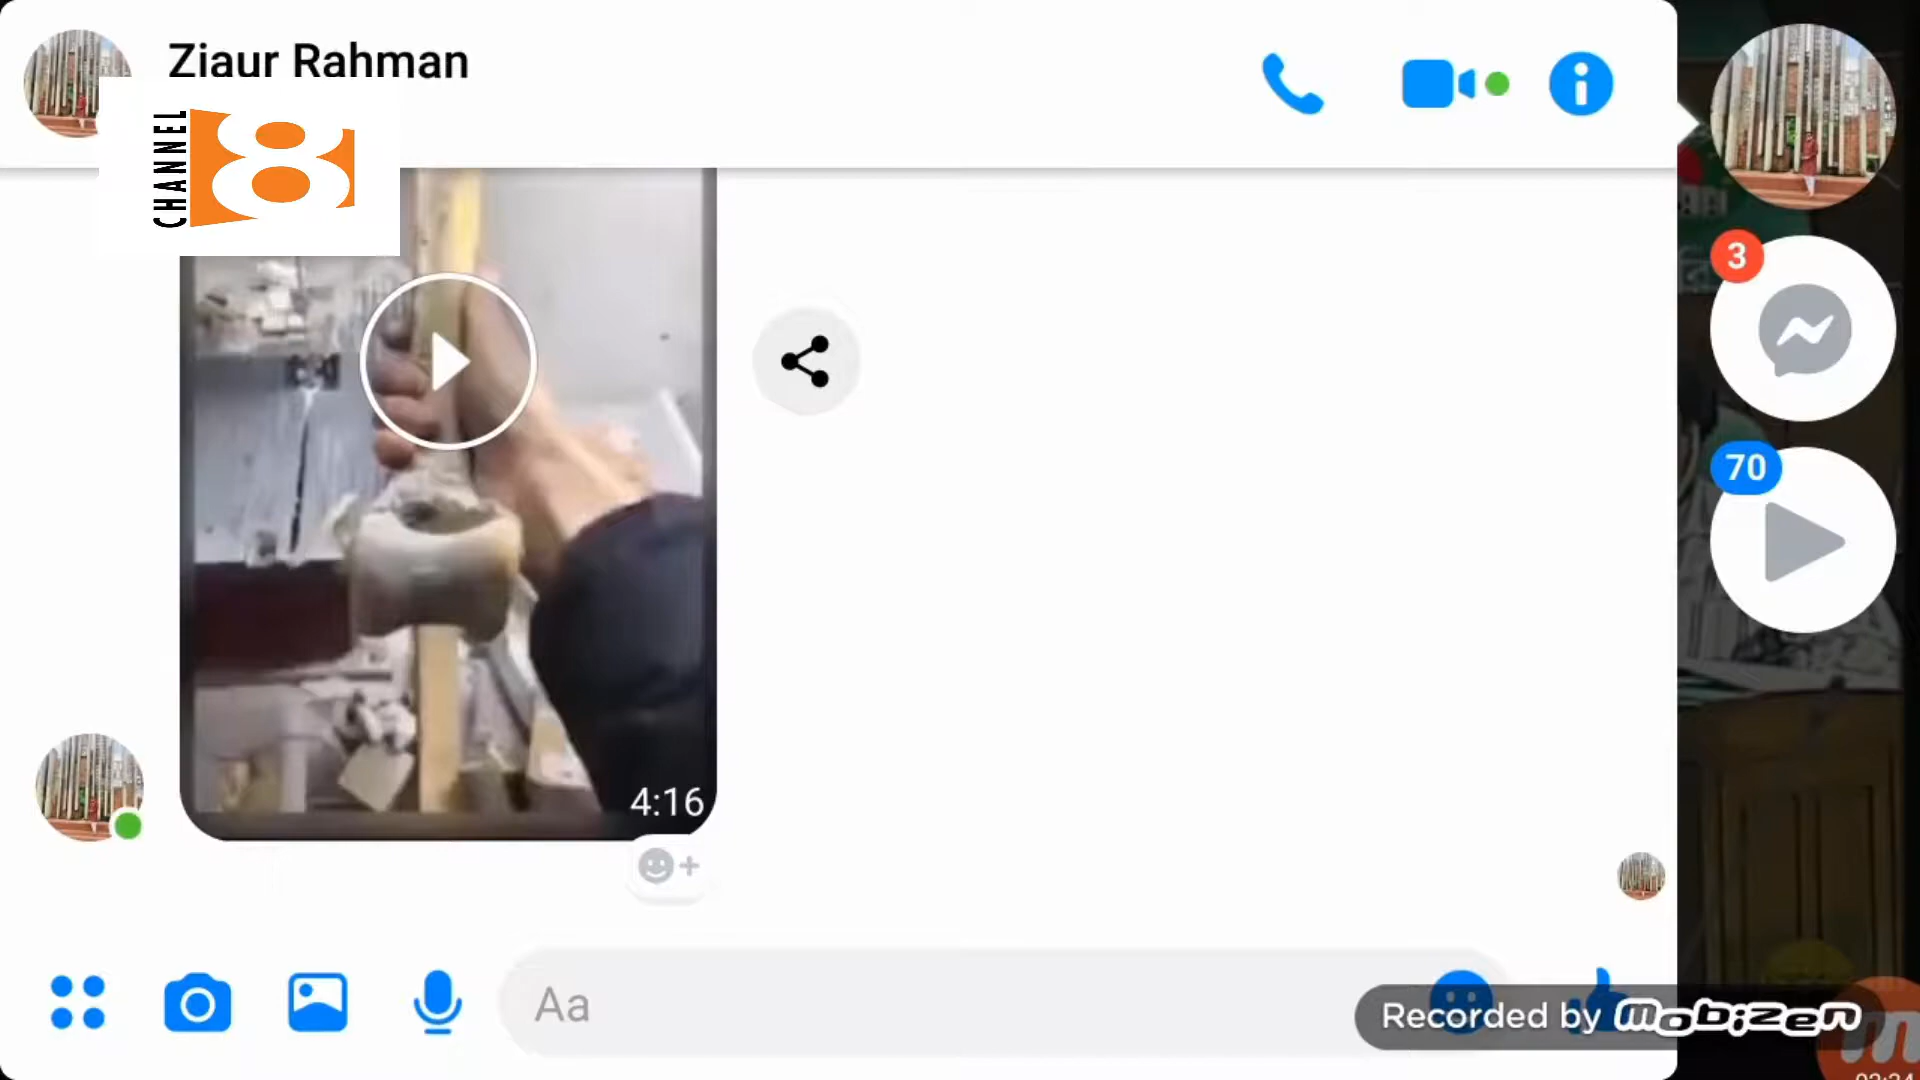 Ziaur Rahman
CHANNEL
8
3
70
4:16
Aa
Recorded by mobizen